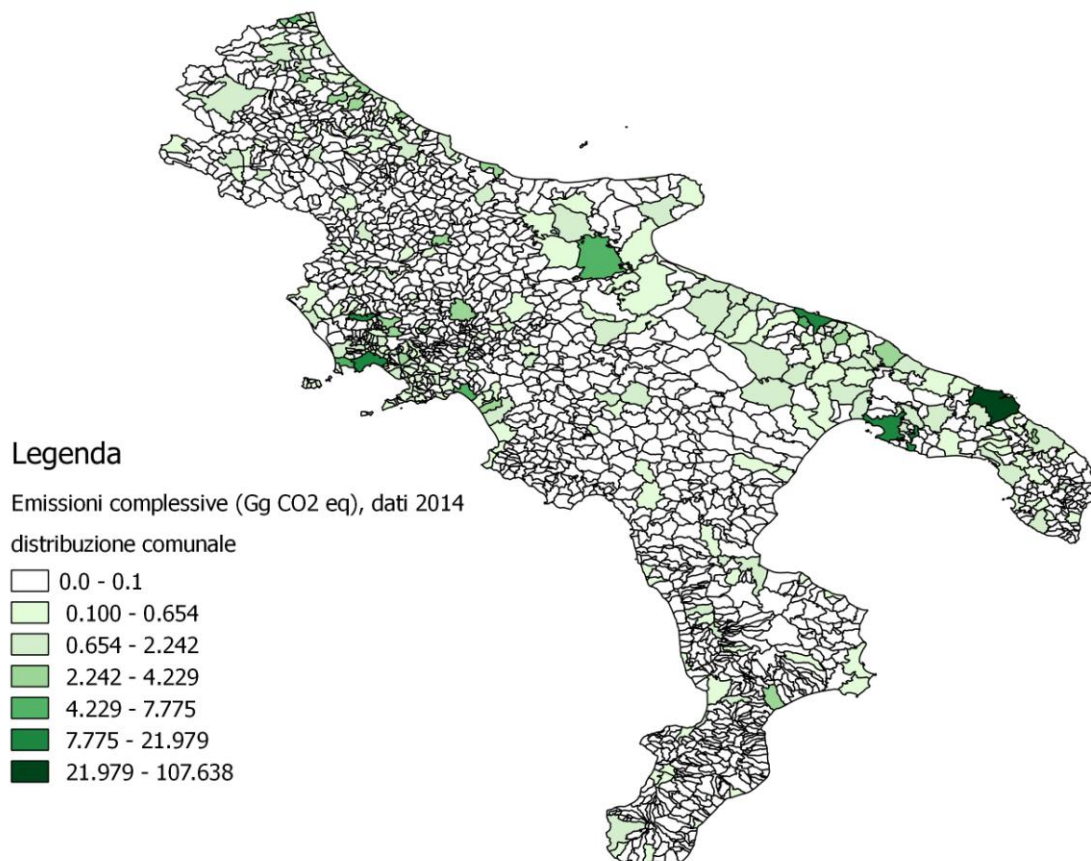 Legenda
Emissioni complessive (Gg CO2 eq), dati 2014
distribuzione comunale
0.0 - 0.1
0.100 - 0.654
0.654 - 2.242
2.242 - 4.229
4.229 - 7.775
7.775 - 21.979
21.979 - 107.638